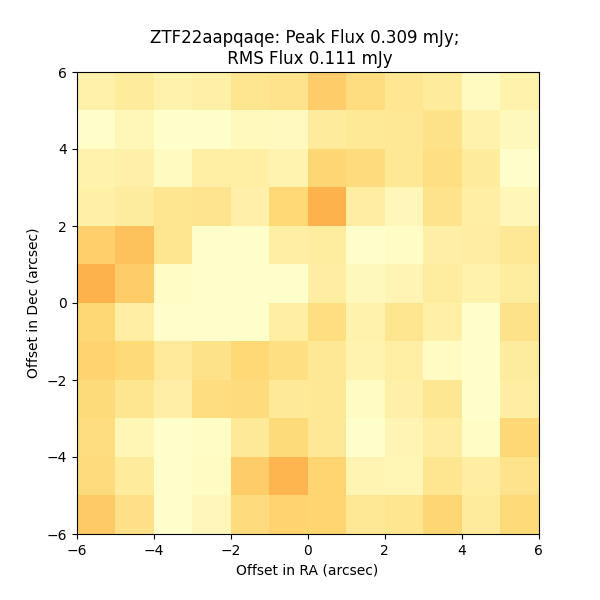 ZTF22aapqaqe: Peak Flux 0.309 mJy;
RMS Flux 0.111 mJy
6
4
2
0
−2
−4
−6
Offset in Dec (arcsec)
−6 −4 −2 0 2 4 6
Offset in RA (arcsec)